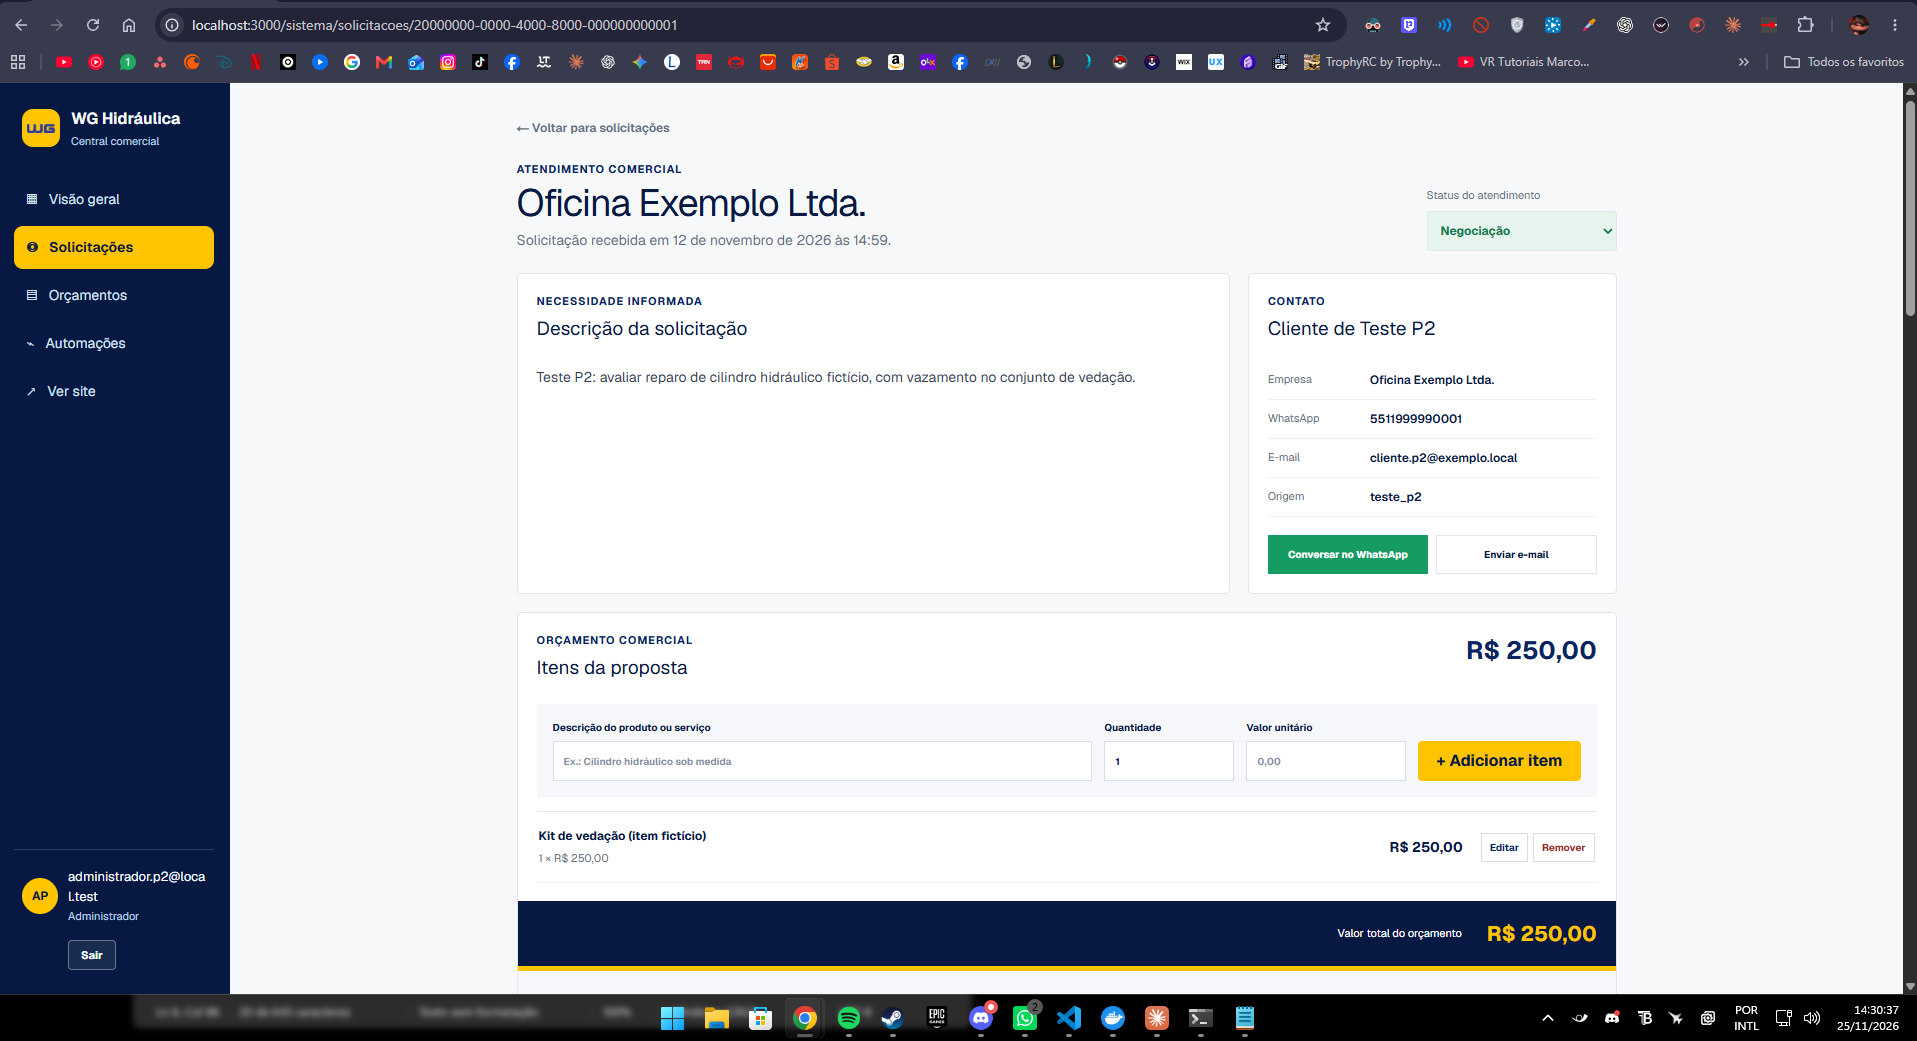 localhost:3000/sistema/solicitacoes/20000000-0000-4000-8000-000000000001
TrophyRC by Trophy...
VR Tutoriais Marco...
Todos os favoritos
WG
WG Hidráulica
Central comercial
Visão geral
Solicitações
Orçamentos
Automações
Ver site
administrador.p2@loca
l.test
AP
Administrador
Sair
← Voltar para solicitações
ATENDIMENTO COMERCIAL
Oficina Exemplo Ltda.
Solicitação recebida em 12 de novembro de 2026 às 14:59.
Status do atendimento
Negociação
NECESSIDADE INFORMADA
Descrição da solicitação
Teste P2: avaliar reparo de cilindro hidráulico fictício, com vazamento no conjunto de vedação.
CONTATO
Cliente de Teste P2
Empresa Oficina Exemplo Ltda.
WhatsApp 5511999990001
E-mail cliente.p2@exemplo.local
Origem teste_p2
Conversar no WhatsApp Enviar e-mail
ORÇAMENTO COMERCIAL
Itens da proposta
R$ 250,00
Descrição do produto ou serviço Quantidade Valor unitário
Ex.: Cilindro hidráulico sob medida 1 0,00 + Adicionar item
Kit de vedação (item fictício)
1 × R$ 250,00
R$ 250,00 Editar Remover
Valor total do orçamento R$ 250,00
POR
INTL
14:30:37
25/11/2026